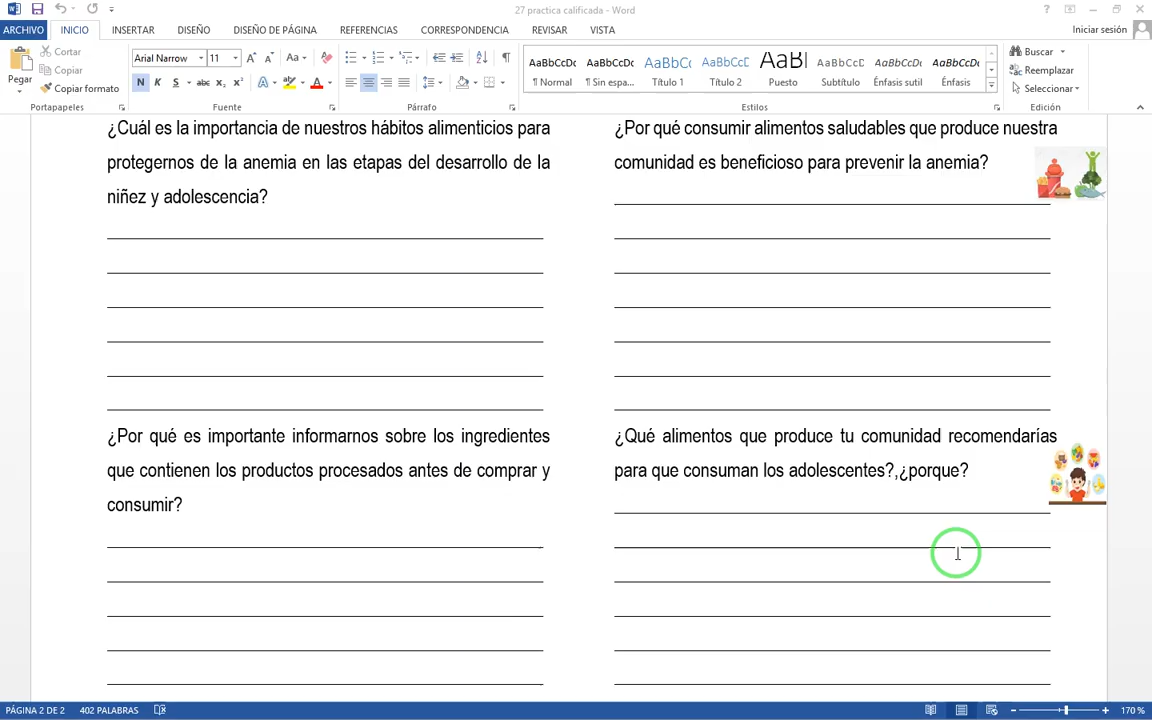 27 practica calificada - Word
ARCHIVO INICIO INSERTAR DISEÑO DISEÑO DE PÁGINA REFERENCIAS CORRESPONDENCIA REVISAR VISTA Iniciar sesión
Pegar
Cortar
Copiar
Copiar formato
Portapapeles
Arial Narrow 11
N K S abc x₂ x² A
Fuente
Párrafo
AaBbCcDc AaBbCcDc AaBbCc AaBbCcD AaBl AaBbCcD AaBbCcDc AaBbCcDc
¶ Normal ¶ Sin espa... Título 1 Título 2 Puesto Subtítulo Énfasis sutil Énfasis
Estilos
Buscar
Reemplazar
Seleccionar
Edición
¿Cuál es la importancia de nuestros hábitos alimenticios para
protegernos de la anemia en las etapas del desarrollo de la
niñez y adolescencia?
¿Por qué es importante informarnos sobre los ingredientes
que contienen los productos procesados antes de comprar y
consumir?
¿Por qué consumir alimentos saludables que produce nuestra
comunidad es beneficioso para prevenir la anemia?
¿Qué alimentos que produce tu comunidad recomendarías
para que consuman los adolescentes?,¿porque?
PÁGINA 2 DE 2 402 PALABRAS 170 %